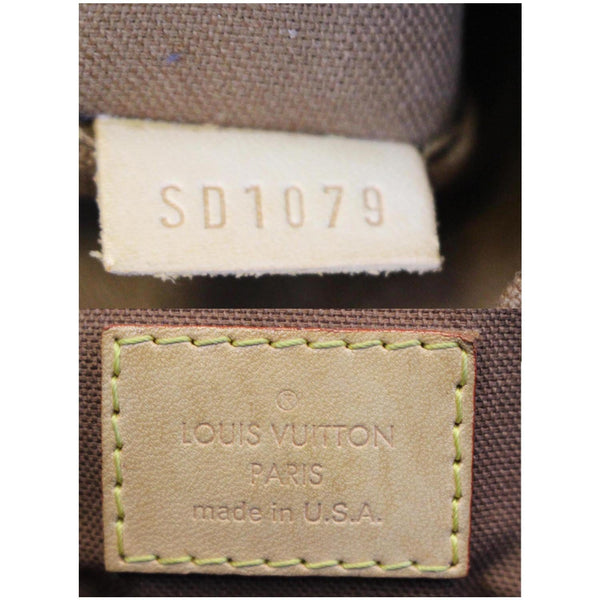 SD1079
®
LOUIS VUITTON
PARIS
made in U.S.A.